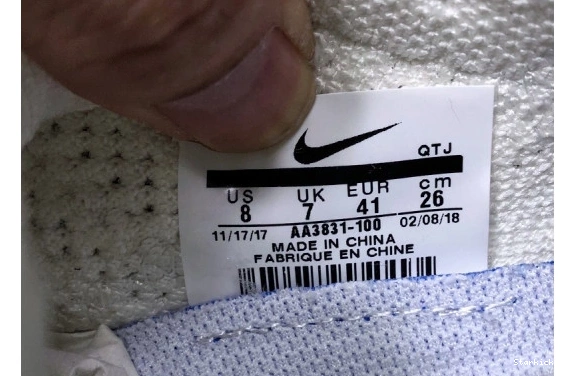 QTJ
US UK EUR cm
8 7 41 26
11/17/17 AA3831-100 02/08/18
MADE IN CHINA
FABRIQUE EN CHINE